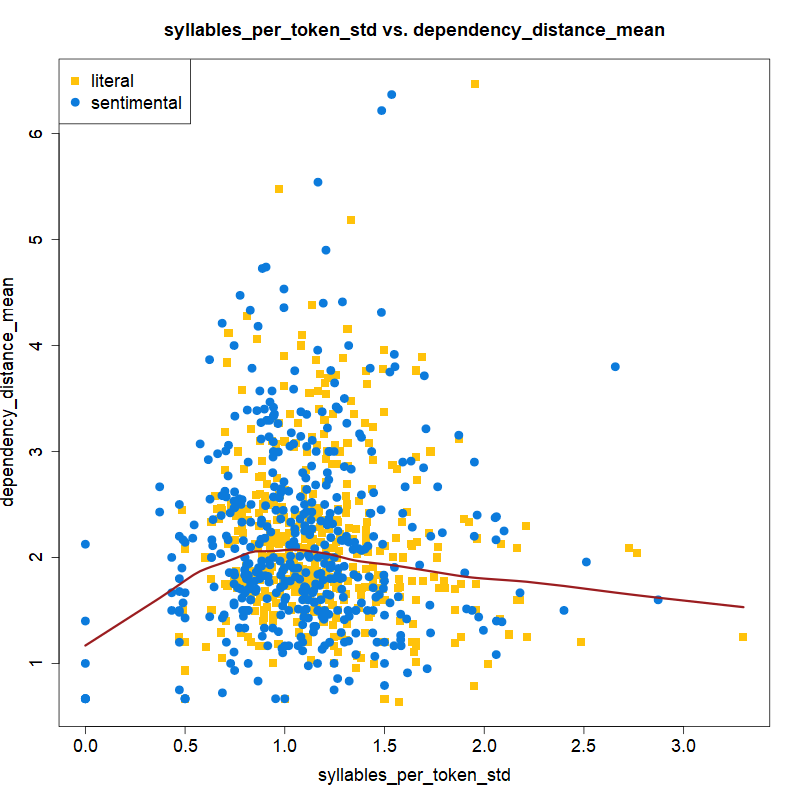 syllables_per_token_std vs. dependency_distance_mean
literal
sentimental
dependency_distance_mean
6
5
4
3
2
1
0.0 0.5 1.0 1.5 2.0 2.5 3.0
syllables_per_token_std